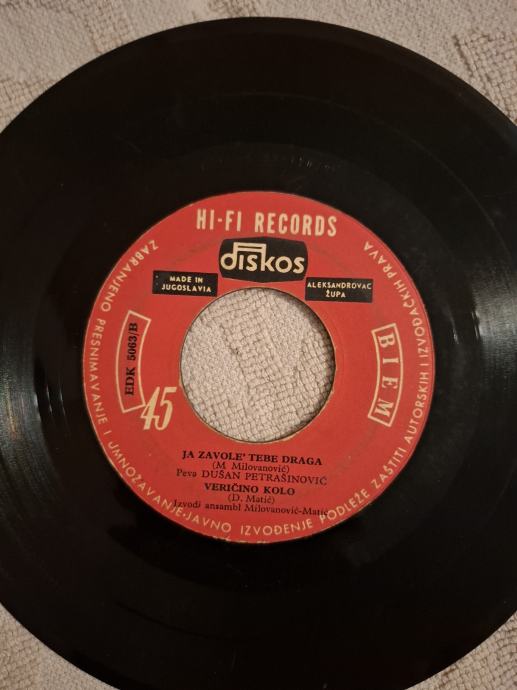 HI-FI RECORDS
diskos
MADE IN
JUGOSLAVIA
ALEKSANDROVAC
ŽUPA
EDK 5063/B
45
BIEM
JA ZAVOLE' TEBE DRAGA
(M Milovanović)
Peva DUŠAN PETRAŠINOVIĆ
VERIČINO KOLO
(D. Matić)
Izvodi ansambl Milovanović-Matić
ZABRANJENO PRESNIMAVANJE I UMNOŽAVANJE·JAVNO IZVOĐENJE PODLEŽE ZAŠTITI AUTORSKIH I IZVOĐAČKIH PRAVA